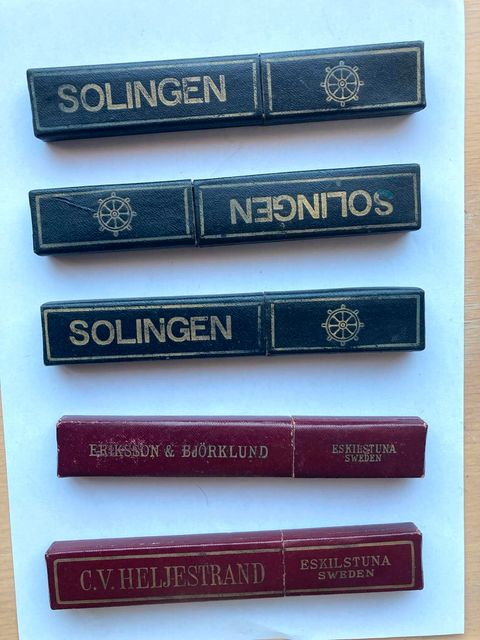 SOLINGEN
SOLINGEN
SOLINGEN
ERIKSSON & BJÖRKLUND
ESKILSTUNA
SWEDEN
C.V. HELJESTRAND
ESKILSTUNA
SWEDEN